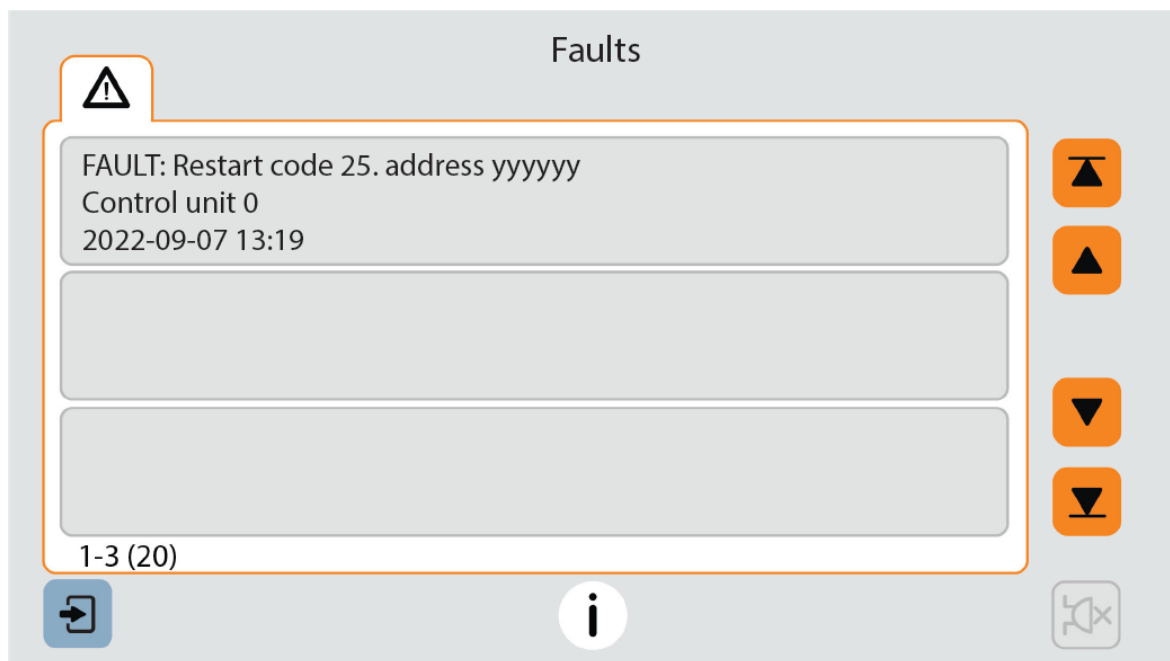 Faults
FAULT: Restart code 25. address yyyyyy
Control unit 0
2022-09-07 13:19
1-3 (20)
i